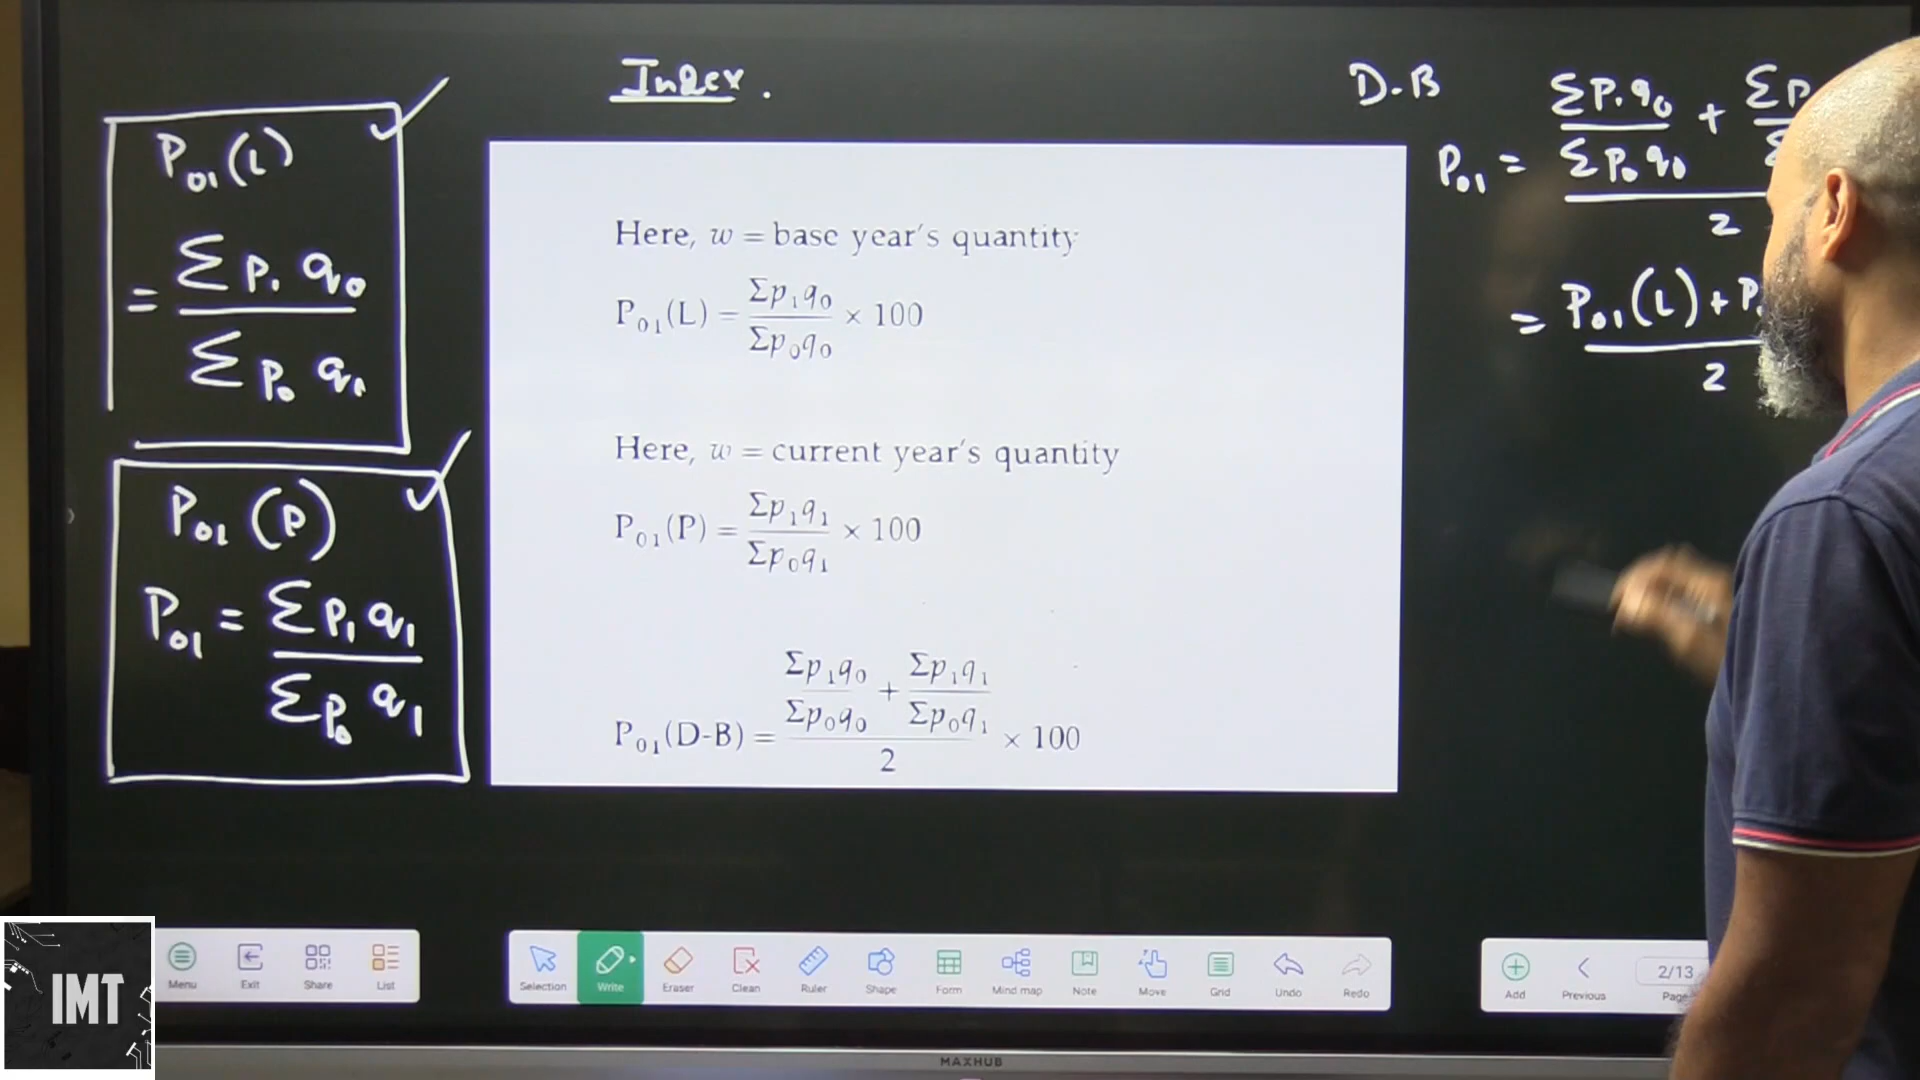 Index.
P₀₁(L)
= Σp₁ q₀ / Σp₀ q₁
P₀₁(P)
P₀₁ = Σp₁ q₁ / Σp₀ q₁
Here, w = base year's quantity
P₀₁(L) = Σp₁q₀ / Σp₀q₀ × 100
Here, w = current year's quantity
P₀₁(P) = Σp₁q₁ / Σp₀q₁ × 100
P₀₁(D-B) = (Σp₁q₀ / Σp₀q₀ + Σp₁q₁ / Σp₀q₁) / 2 × 100
D-B
P₀₁ = Σp₁q₀ / Σp₀q₀ + Σp / Σ
2
= P₀₁(L) + P
2
IMT
Menu Exit Share List
Selection Write Eraser Clean Ruler Shape Form Mind map Note Move Grid Undo Redo
Add Previous 2/13
Page
MAXHUB